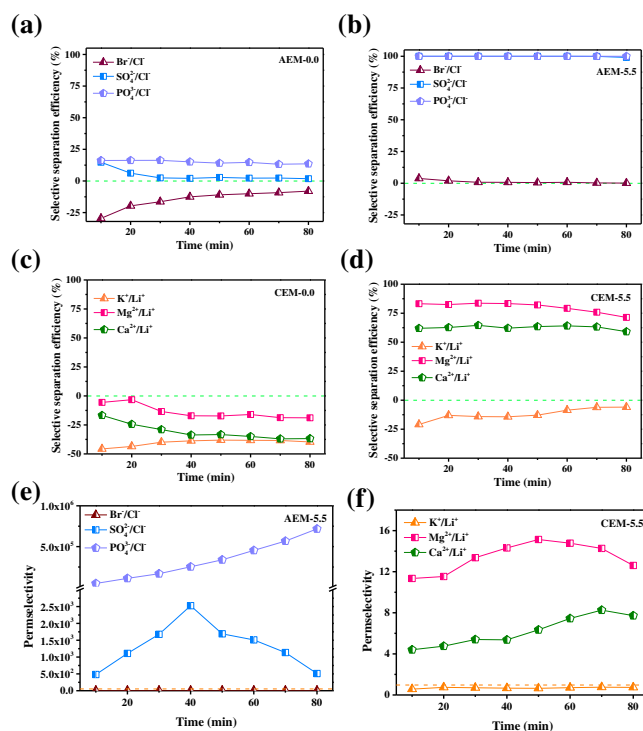 (a)
Selective separation efficiency (%)
100
75
50
25
0
-25
AEM-0.0
Br⁻/Cl⁻
SO₄²⁻/Cl⁻
PO₄³⁻/Cl⁻
20 40 60 80
Time (min)
(b)
Selective separation efficiency (%)
100
75
50
25
0
-25
AEM-5.5
Br⁻/Cl⁻
SO₄²⁻/Cl⁻
PO₄³⁻/Cl⁻
20 40 60 80
Time (min)
(c)
Selective separation efficiency (%)
100
75
50
25
0
-25
-50
CEM-0.0
K⁺/Li⁺
Mg²⁺/Li⁺
Ca²⁺/Li⁺
20 40 60 80
Time (min)
(d)
Selective separation efficiency (%)
100
75
50
25
0
-25
-50
CEM-5.5
K⁺/Li⁺
Mg²⁺/Li⁺
Ca²⁺/Li⁺
20 40 60 80
Time (min)
(e)
Permselectivity
1.0x10⁶
5.0x10⁵
2.5x10³
2.0x10³
1.5x10³
1.0x10³
5.0x10²
0.0
AEM-5.5
Br⁻/Cl⁻
SO₄²⁻/Cl⁻
PO₄³⁻/Cl⁻
20 40 60 80
Time (min)
(f)
Permselectivity
16
12
8
4
0
CEM-5.5
K⁺/Li⁺
Mg²⁺/Li⁺
Ca²⁺/Li⁺
20 40 60 80
Time (min)